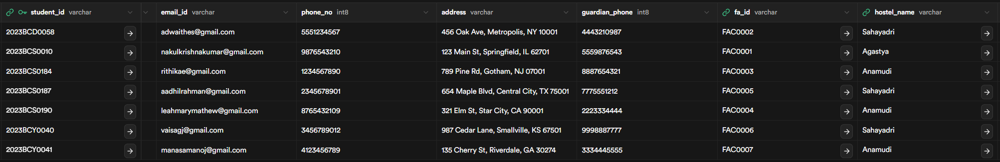 student_id varchar email_id varchar phone_no int8 address varchar guardian_phone int8 fa_id varchar hostel_name varchar
2023BCD0058 adwaithes@gmail.com 5551234567 456 Oak Ave, Metropolis, NY 10001 4443210987 FAC0002 Sahayadri
2023BCS0010 nakulkrishnakumar@gmail.com 9876543210 123 Main St, Springfield, IL 62701 5559876543 FAC0001 Agastya
2023BCS0184 rithikae@gmail.com 1234567890 789 Pine Rd, Gotham, NJ 07001 8887654321 FAC0003 Anamudi
2023BCS0187 aadhilrahman@gmail.com 2345678901 654 Maple Blvd, Central City, TX 75001 7775551212 FAC0005 Sahayadri
2023BCS0190 leahmarymathew@gmail.com 8765432109 321 Elm St, Star City, CA 90001 2223334444 FAC0004 Anamudi
2023BCY0040 vaisagj@gmail.com 3456789012 987 Cedar Lane, Smallville, KS 67501 9998887777 FAC0006 Sahayadri
2023BCY0041 manasamanoj@gmail.com 4123456789 135 Cherry St, Riverdale, GA 30274 3334445555 FAC0007 Anamudi